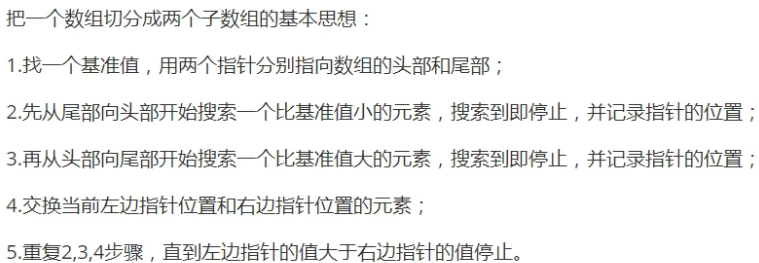 把一个数组切分成两个子数组的基本思想：
1.找一个基准值，用两个指针分别指向数组的头部和尾部；
2.先从尾部向头部开始搜索一个比基准值小的元素，搜索到即停止，并记录指针的位置；
3.再从头部向尾部开始搜索一个比基准值大的元素，搜索到即停止，并记录指针的位置；
4.交换当前左边指针位置和右边指针位置的元素；
5.重复2,3,4步骤，直到左边指针的值大于右边指针的值停止。